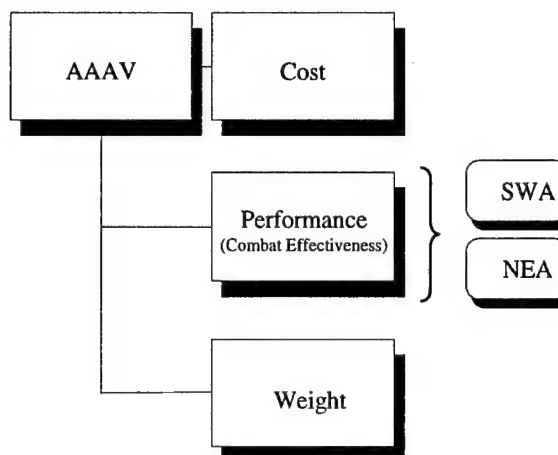 AAAV
Cost
Performance
(Combat Effectiveness)
SWA
NEA
Weight